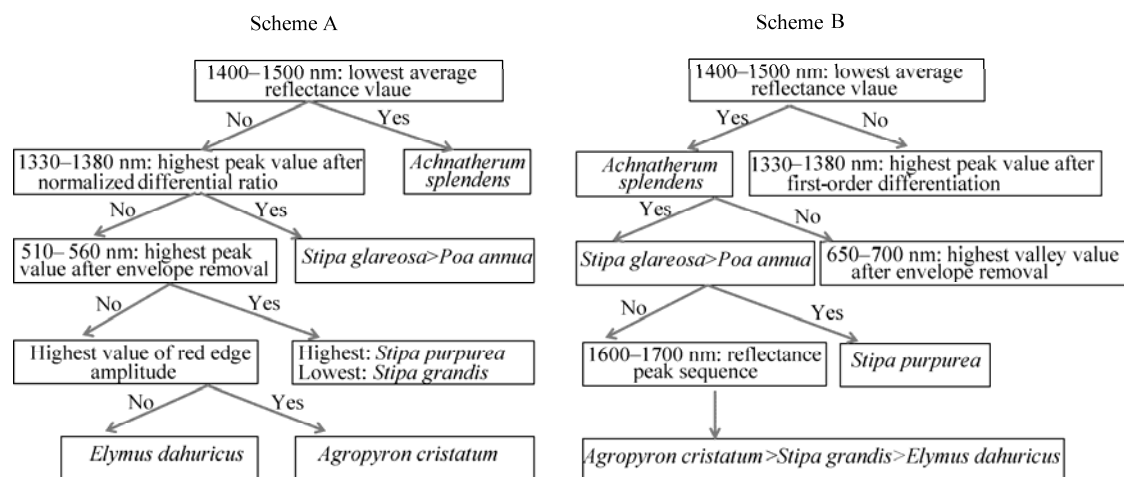 Scheme A
1400–1500 nm: lowest average
reflectance vlaue
No
Yes
1330–1380 nm: highest peak value after
normalized differential ratio
Achnatherum
splendens
No
Yes
510– 560 nm: highest peak
value after envelope removal
Stipa glareosa>Poa annua
No
Yes
Highest value of red edge
amplitude
Highest: Stipa purpurea
Lowest: Stipa grandis
No
Yes
Elymus dahuricus
Agropyron cristatum
Scheme B
1400–1500 nm: lowest average
reflectance vlaue
Yes
No
Achnatherum
splendens
1330–1380 nm: highest peak value after
first-order differentiation
Yes
No
Stipa glareosa>Poa annua
650–700 nm: highest valley value
after envelope removal
No
Yes
1600–1700 nm: reflectance
peak sequence
Stipa purpurea
Agropyron cristatum>Stipa grandis>Elymus dahuricus